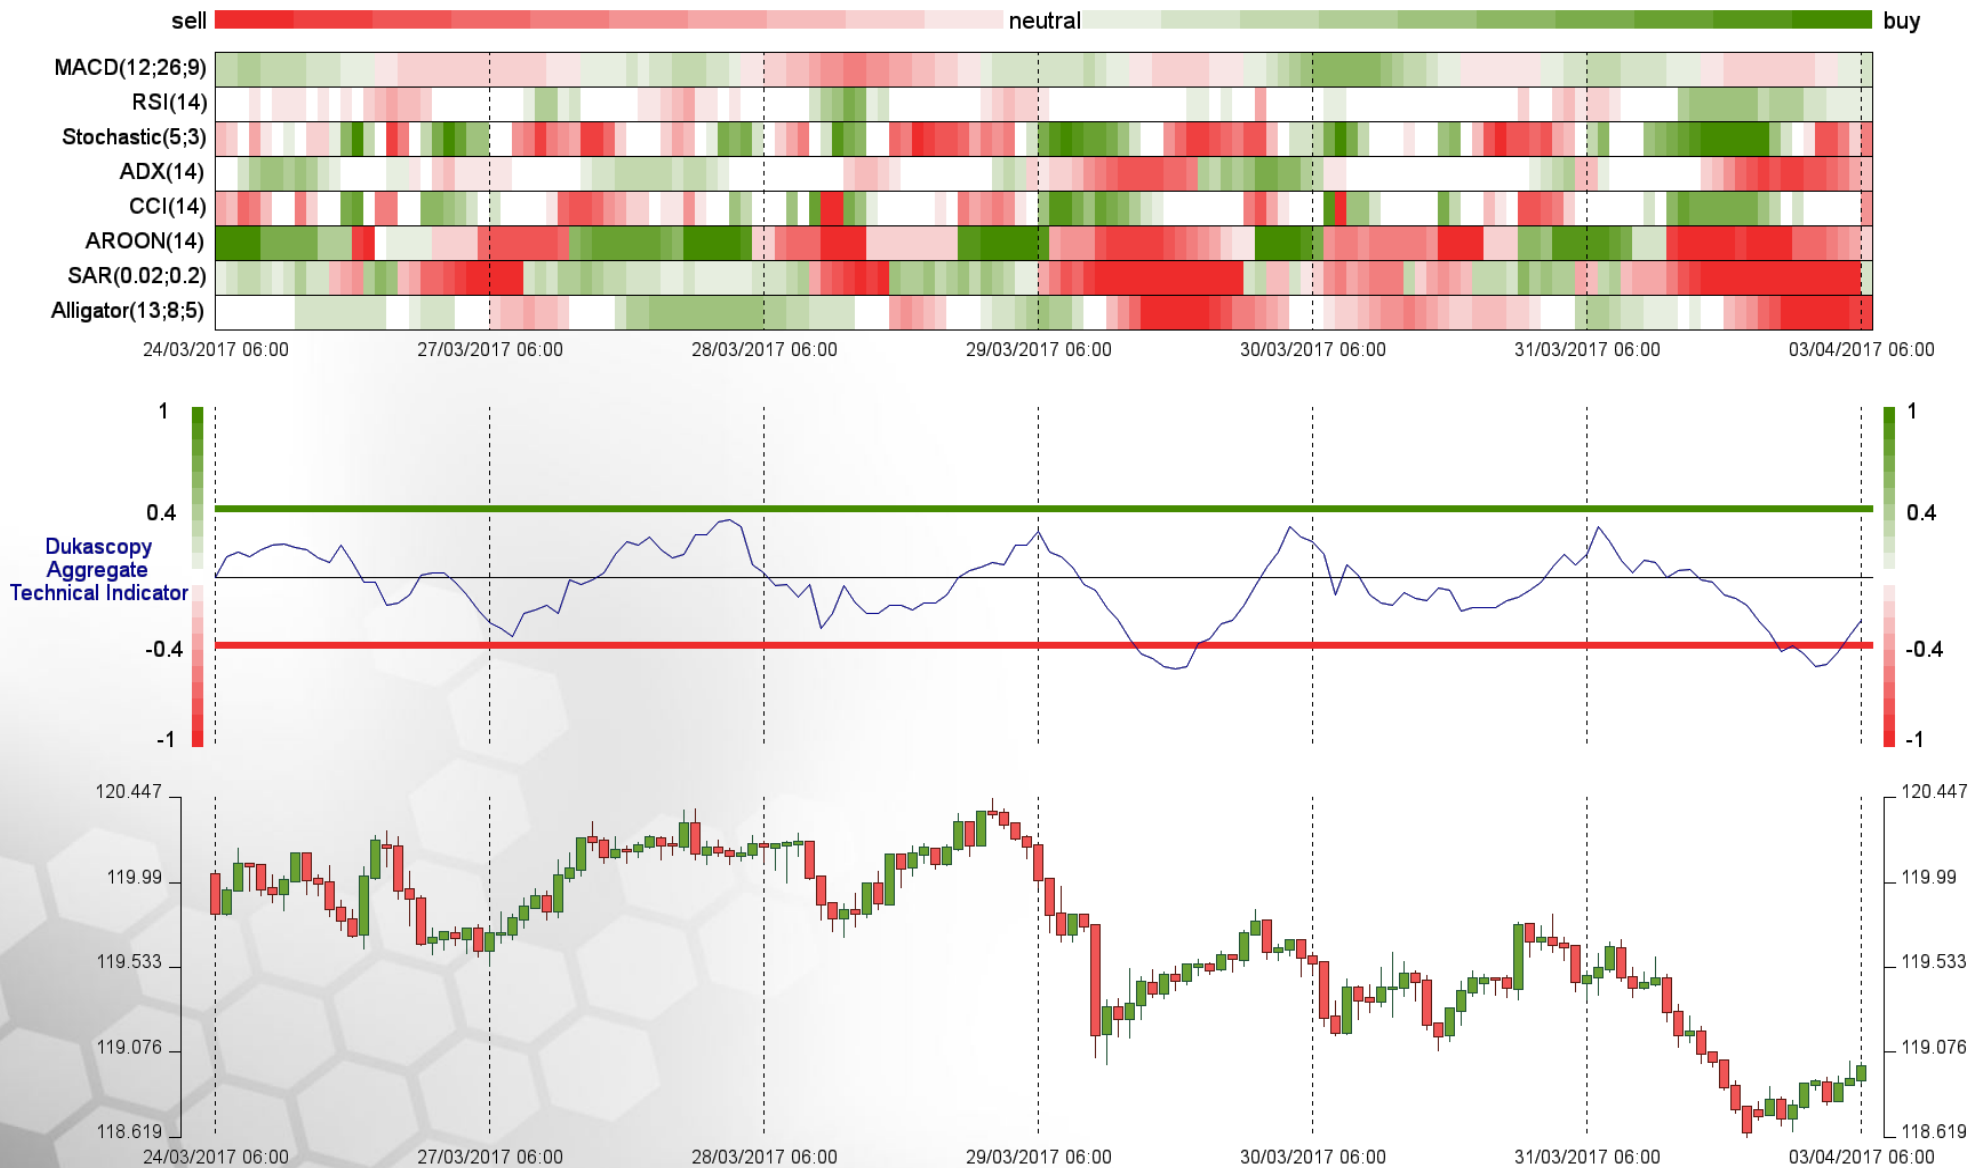 sell neutral buy
MACD(12;26;9)
RSI(14)
Stochastic(5;3)
ADX(14)
CCI(14)
AROON(14)
SAR(0.02;0.2)
Alligator(13;8;5)
24/03/2017 06:00 27/03/2017 06:00 28/03/2017 06:00 29/03/2017 06:00 30/03/2017 06:00 31/03/2017 06:00 03/04/2017 06:00
1 1
0.4 0.4
Dukascopy
Aggregate
Technical Indicator
-0.4 -0.4
-1 -1
120.447 120.447
119.99 119.99
119.533 119.533
119.076 119.076
118.619 118.619
24/03/2017 06:00 27/03/2017 06:00 28/03/2017 06:00 29/03/2017 06:00 30/03/2017 06:00 31/03/2017 06:00 03/04/2017 06:00